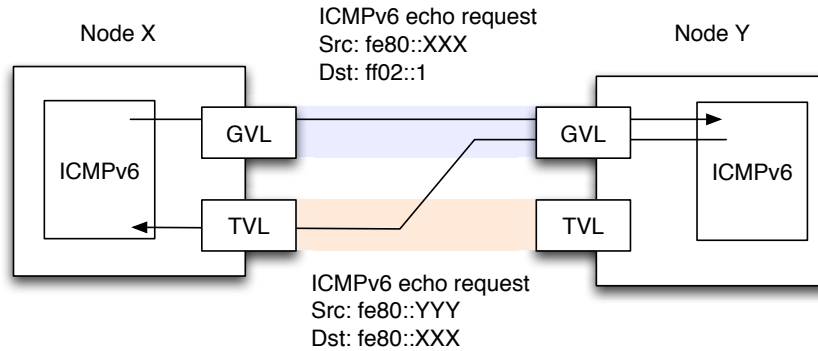 ICMPv6 echo request
Src: fe80::XXX
Dst: ff02::1
Node X
Node Y
GVL
GVL
ICMPv6
ICMPv6
TVL
TVL
ICMPv6 echo request
Src: fe80::YYY
Dst: fe80::XXX